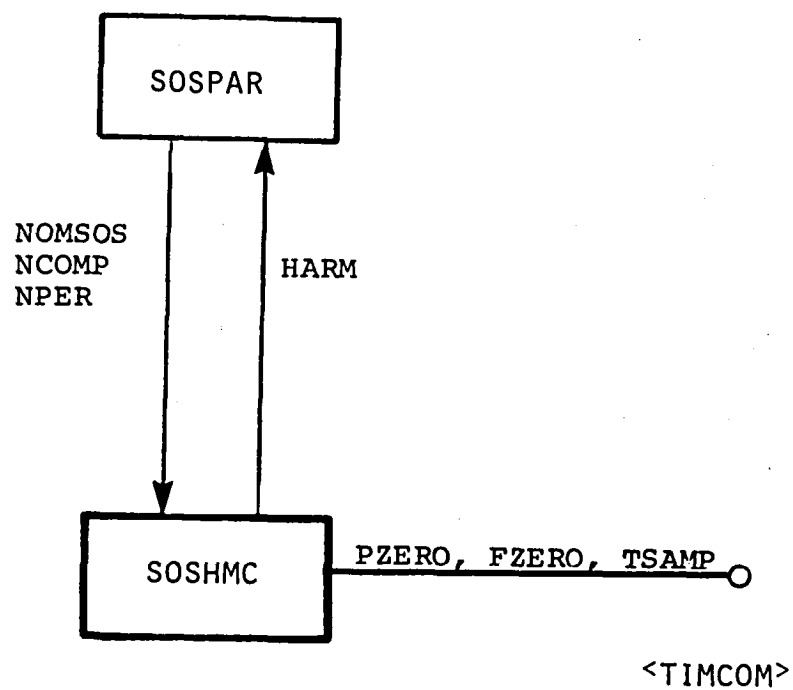 SOSPAR
NOMSOS
NCOMP
NPER
HARM
SOSHMC
PZERO, FZERO, TSAMP
<TIMCOM>